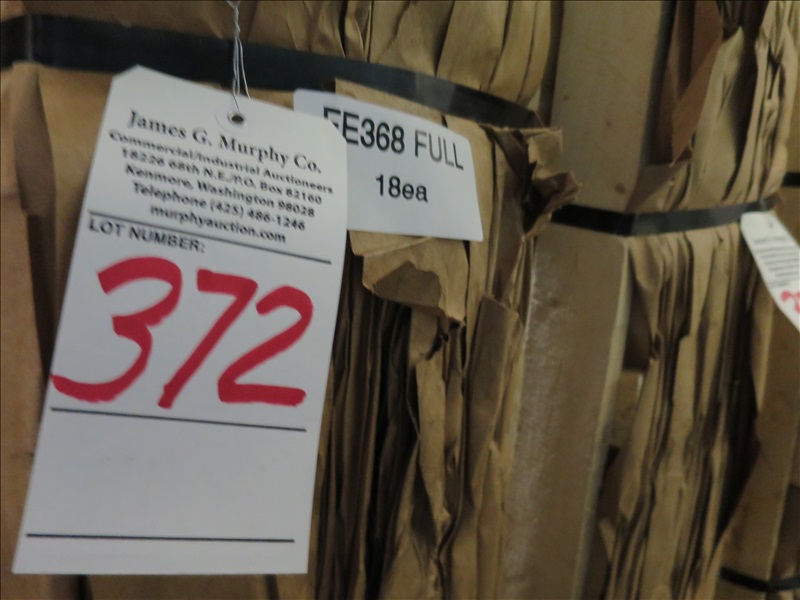 James G. Murphy Co.
Commercial/Industrial Auctioneers
18226 68th N.E./P.O. Box 82160
Kenmore, Washington 98028
Telephone (425) 486-1246
murphyauction.com
LOT NUMBER:
372
EE368 FULL
18ea